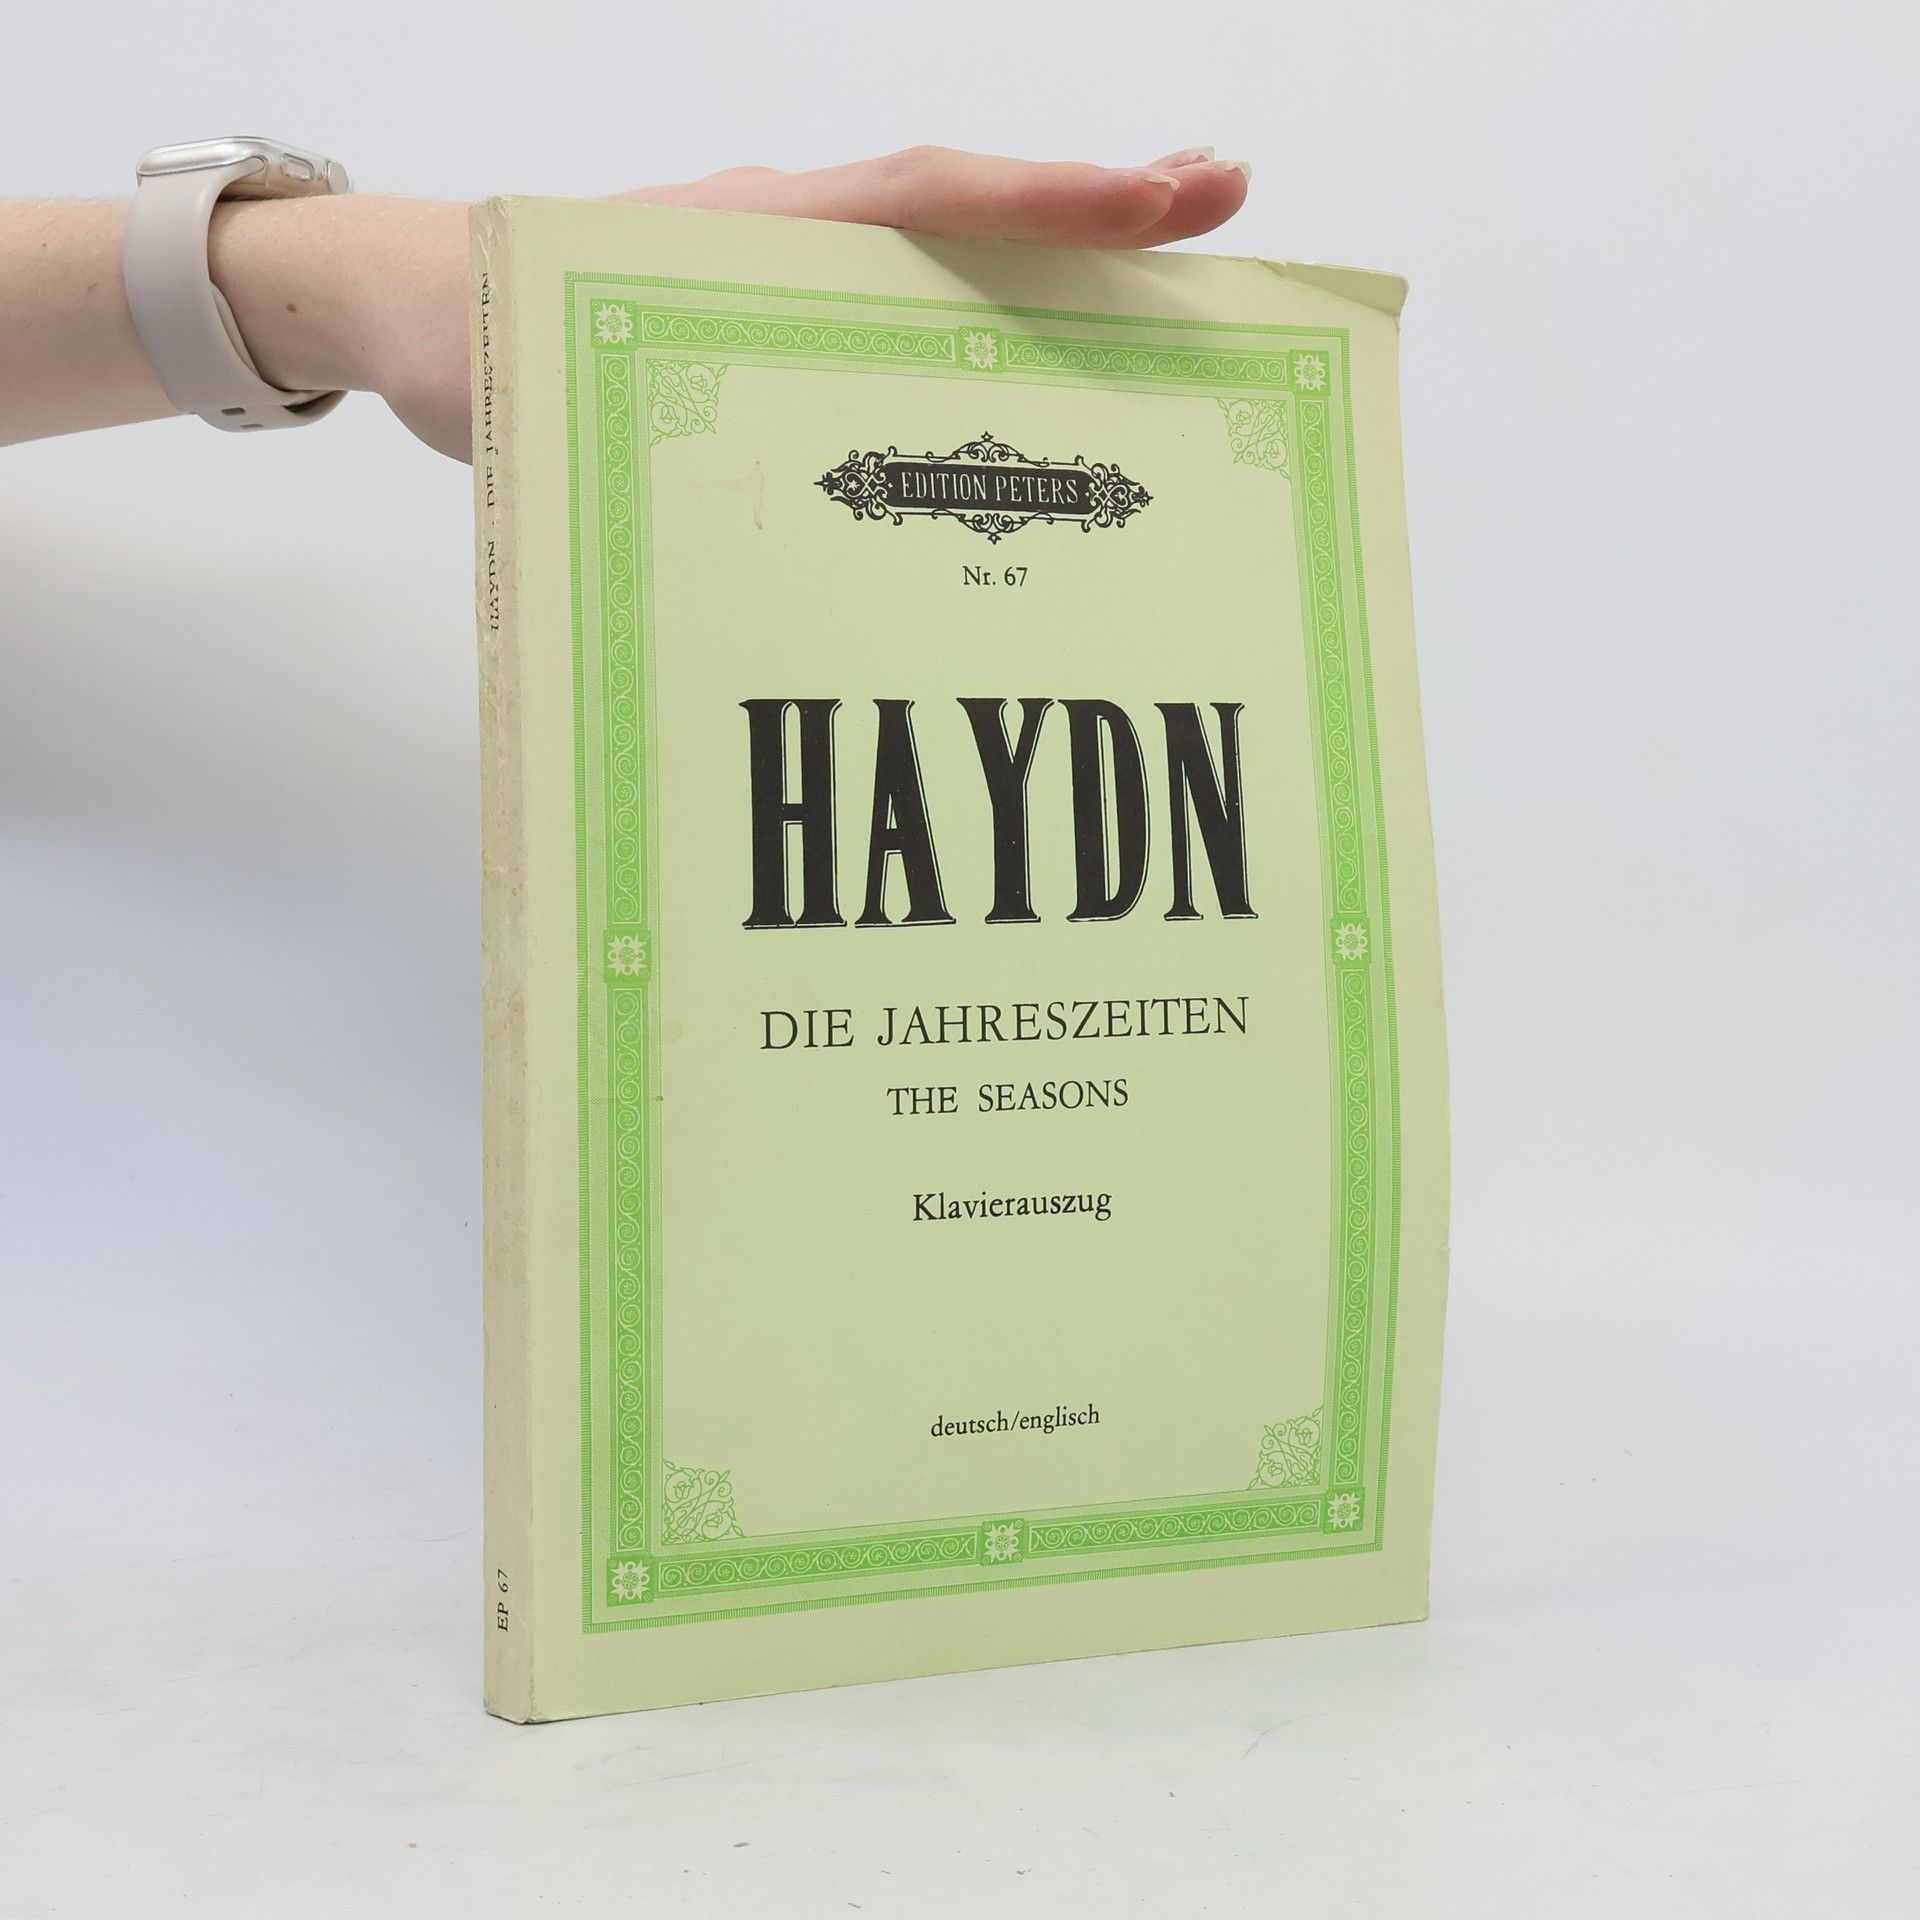 HAYDN · DIE JAHRESZEITEN
EP 67
EDITION PETERS
Nr. 67
HAYDN
DIE JAHRESZEITEN
THE SEASONS
Klavierauszug
deutsch/englisch